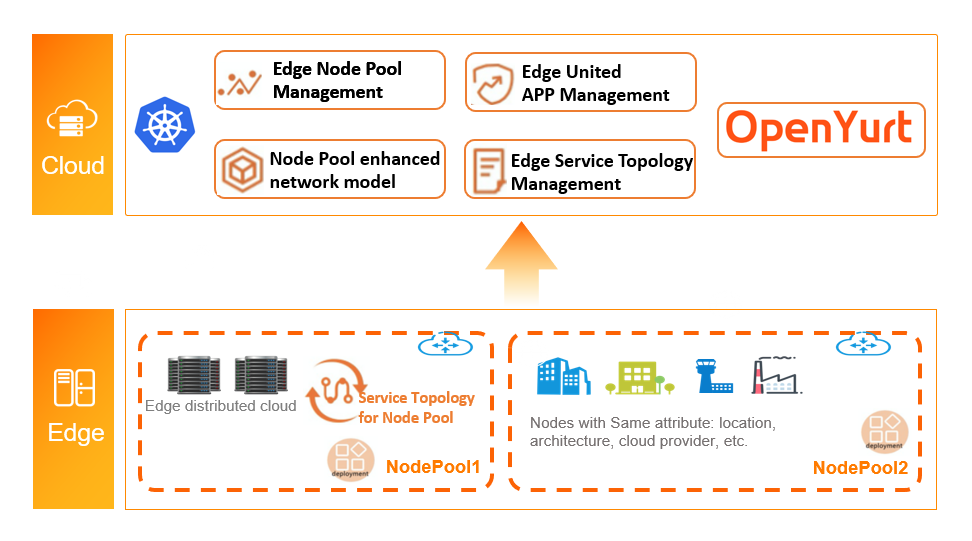 Cloud
Edge Node Pool
Management
Edge United
APP Management
Node Pool enhanced
network model
Edge Service Topology
Management
OpenYurt
Edge
Edge distributed cloud
Service Topology
for Node Pool
deployment
NodePool1
Nodes with Same attribute: location,
architecture, cloud provider, etc.
deployment
NodePool2